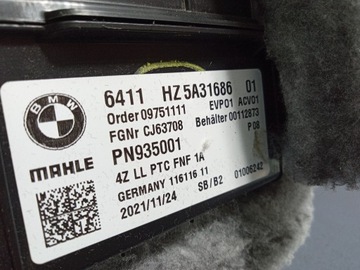 BMW
6411 HZ 5A31686 01
Order 09751111 EVP01 ACV01
FGNr CJ63708 Behälter 00112873
MAHLE PN935001 P08
4Z LL PTC FNF 1A
GERMANY 116116 11
2021/11/24 SB/B2 01006242